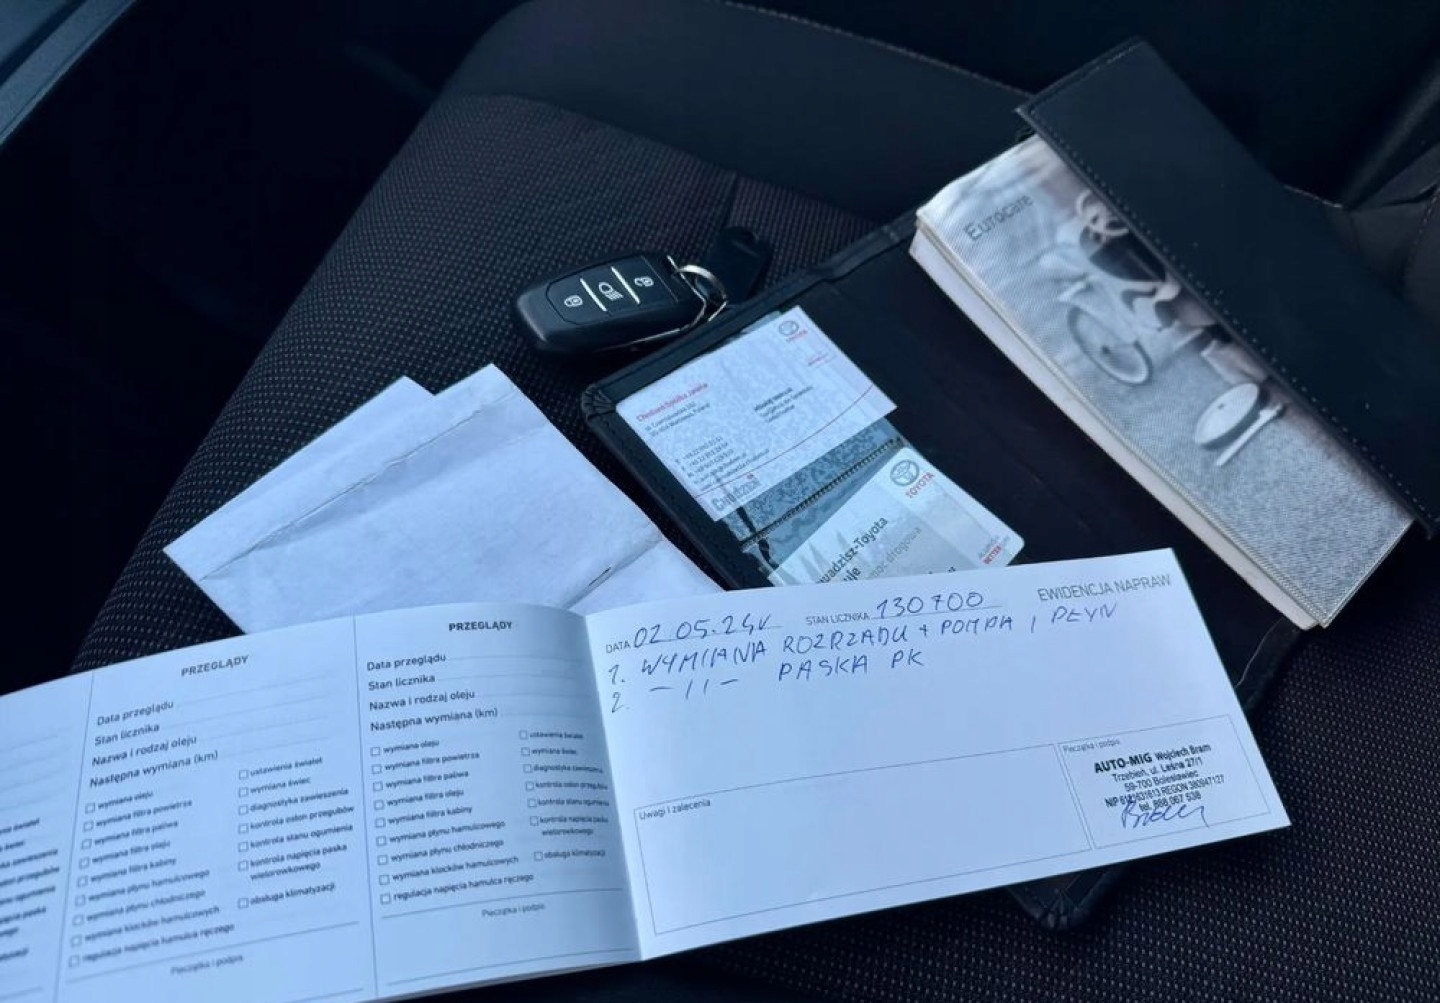 Eurocare
TOYOTA
Chodzeń
TOYOTA
EWIDENCJA NAPRAW
DATA 02.05.24r STAN LICZNIKA 130700
1. WYMIANA ROZRZĄDU + POMPA I PŁYN
2. -11- PASKA PK
Uwagi i zalecenia
Pieczątka i podpis
AUTO-MIG Wojciech Bram
Trzebień, ul. Leśna 27/1
59-700 Bolesławiec
REGON 380947127
tel. 888 067 538
PRZEGLĄDY
Data przeglądu
Stan licznika
Nazwa i rodzaj oleju
Następna wymiana (km)
wymiana oleju
wymiana filtra powietrza
wymiana filtra paliwa
wymiana filtra oleju
wymiana filtra kabiny
wymiana płynu hamulcowego
wymiana płynu chłodniczego
wymiana klocków hamulcowych
regulacja napięcia hamulca ręcznego
ustawienia świateł
wymiana świec
diagnostyka zawieszenia
kontrola osłon przegubów
kontrola stanu ogumienia
kontrola napięcia paska
wielorowkowego
obsługa klimatyzacji
Pieczątka i podpis
PRZEGLĄDY
Data przeglądu
Stan licznika
Nazwa i rodzaj oleju
Następna wymiana (km)
wymiana oleju
wymiana filtra powietrza
wymiana filtra paliwa
wymiana filtra oleju
wymiana filtra kabiny
wymiana płynu hamulcowego
wymiana płynu chłodniczego
wymiana klocków hamulcowych
regulacja napięcia hamulca ręcznego
ustawienia świateł
wymiana świec
diagnostyka zawieszenia
kontrola osłon przegubów
kontrola stanu ogumienia
kontrola napięcia paska
wielorowkowego
obsługa klimatyzacji
Pieczątka i podpis